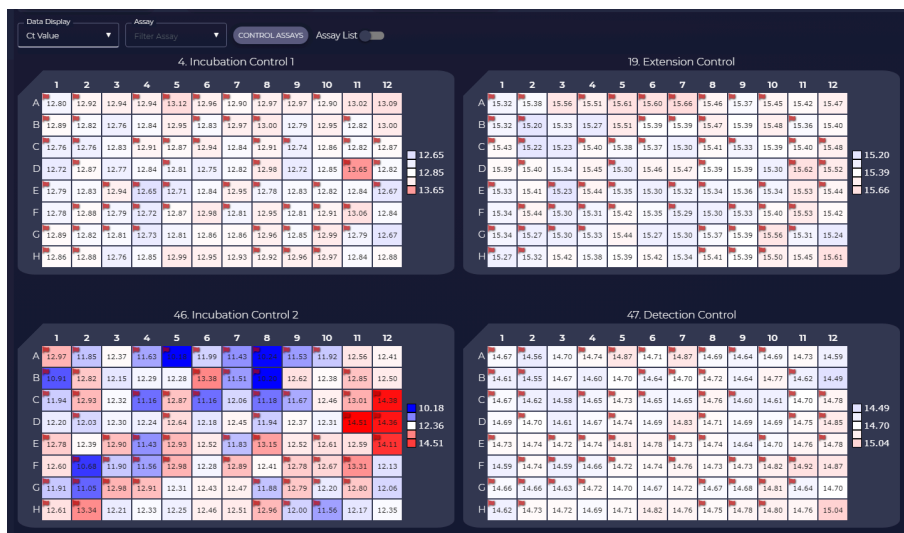 Data Display
Assay
Ct Value ▼
Filter Assay ▼
CONTROL ASSAYS
Assay List
4. Incubation Control 1
1 2 3 4 5 6 7 8 9 10 11 12
A 12.80 12.92 12.94 12.94 13.12 12.96 12.90 12.97 12.97 12.90 13.02 13.09
B 12.89 12.82 12.76 12.84 12.95 12.83 12.97 13.00 12.79 12.95 12.82 13.00
C 12.76 12.76 12.83 12.91 12.87 12.94 12.84 12.91 12.74 12.86 12.82 12.87
D 12.72 12.87 12.77 12.84 12.81 12.75 12.82 12.98 12.72 12.85 13.65 12.82
E 12.79 12.83 12.94 12.65 12.71 12.84 12.95 12.78 12.83 12.82 12.84 12.67
F 12.78 12.88 12.79 12.72 12.87 12.98 12.81 12.95 12.81 12.91 13.06 12.84
G 12.89 12.82 12.81 12.73 12.81 12.86 12.86 12.96 12.85 12.99 12.79 12.67
H 12.86 12.88 12.76 12.85 12.99 12.95 12.93 12.92 12.96 12.97 12.84 12.88
12.65
12.85
13.65
19. Extension Control
1 2 3 4 5 6 7 8 9 10 11 12
A 15.32 15.38 15.56 15.51 15.61 15.60 15.66 15.46 15.37 15.45 15.42 15.47
B 15.32 15.20 15.33 15.27 15.51 15.39 15.39 15.47 15.39 15.48 15.36 15.40
C 15.43 15.22 15.23 15.40 15.38 15.37 15.30 15.41 15.33 15.39 15.40 15.48
D 15.39 15.40 15.34 15.45 15.30 15.46 15.47 15.39 15.39 15.30 15.62 15.52
E 15.33 15.41 15.23 15.44 15.35 15.30 15.32 15.34 15.36 15.34 15.53 15.44
F 15.34 15.44 15.30 15.31 15.42 15.35 15.29 15.30 15.33 15.40 15.53 15.42
G 15.34 15.27 15.30 15.33 15.44 15.27 15.30 15.37 15.39 15.56 15.31 15.24
H 15.27 15.32 15.42 15.38 15.39 15.42 15.34 15.41 15.39 15.50 15.45 15.61
15.20
15.39
15.66
46. Incubation Control 2
1 2 3 4 5 6 7 8 9 10 11 12
A 12.97 11.85 12.37 11.63 11.99 11.43 11.53 11.92 12.56 12.41
B 10.91 12.82 12.15 12.29 12.28 13.38 11.51 12.62 12.38 12.85 12.50
C 11.94 12.93 12.32 11.16 12.87 11.16 12.06 11.18 11.67 12.46 13.01 14.38
D 12.20 12.03 12.30 12.24 12.64 12.18 12.45 11.94 12.37 12.31 14.51 14.36
E 12.78 12.39 12.90 11.43 12.93 12.52 11.83 13.15 12.52 12.61 12.59 14.11
F 12.60 10.68 11.90 11.56 12.98 12.28 12.89 12.41 12.78 12.67 13.31 12.13
G 11.91 11.05 12.98 12.91 12.31 12.43 12.47 11.88 12.79 12.20 12.80 12.06
H 12.61 13.34 12.21 12.33 12.25 12.46 12.51 12.96 12.00 11.56 12.17 12.35
10.18
12.36
14.51
47. Detection Control
1 2 3 4 5 6 7 8 9 10 11 12
A 14.67 14.56 14.70 14.74 14.87 14.71 14.87 14.69 14.64 14.69 14.73 14.59
B 14.61 14.55 14.67 14.60 14.70 14.64 14.70 14.72 14.64 14.77 14.62 14.49
C 14.67 14.62 14.58 14.65 14.73 14.65 14.65 14.76 14.60 14.61 14.70 14.78
D 14.69 14.70 14.61 14.67 14.74 14.69 14.83 14.71 14.69 14.69 14.75 14.85
E 14.73 14.74 14.72 14.74 14.81 14.78 14.73 14.74 14.64 14.70 14.76 14.78
F 14.59 14.74 14.59 14.66 14.72 14.74 14.76 14.73 14.73 14.82 14.92 14.87
G 14.66 14.66 14.63 14.72 14.70 14.67 14.72 14.67 14.68 14.81 14.64 14.70
H 14.62 14.73 14.72 14.69 14.71 14.82 14.76 14.75 14.78 14.80 14.76 15.04
14.49
14.70
15.04